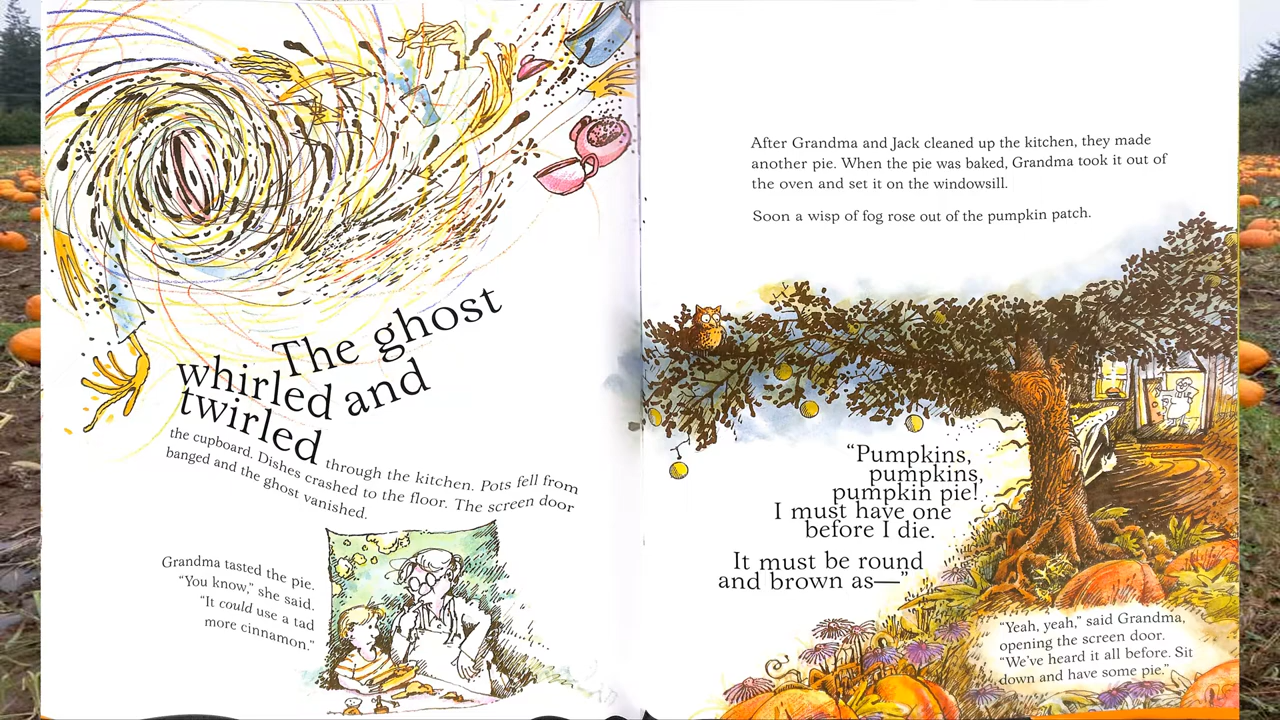 The ghost
whirled and
twirled
through the kitchen. Pots fell from
the cupboard. Dishes crashed to the floor. The screen door
banged and the ghost vanished.
Grandma tasted the pie.
“You know,” she said.
“It could use a tad
more cinnamon.”
After Grandma and Jack cleaned up the kitchen, they made
another pie. When the pie was baked, Grandma took it out of
the oven and set it on the windowsill.
Soon a wisp of fog rose out of the pumpkin patch.
“Pumpkins,
pumpkins,
pumpkin pie!
I must have one
before I die.
It must be round
and brown as—”
“Yeah, yeah,” said Grandma,
opening the screen door.
“We’ve heard it all before. Sit
down and have some pie.”